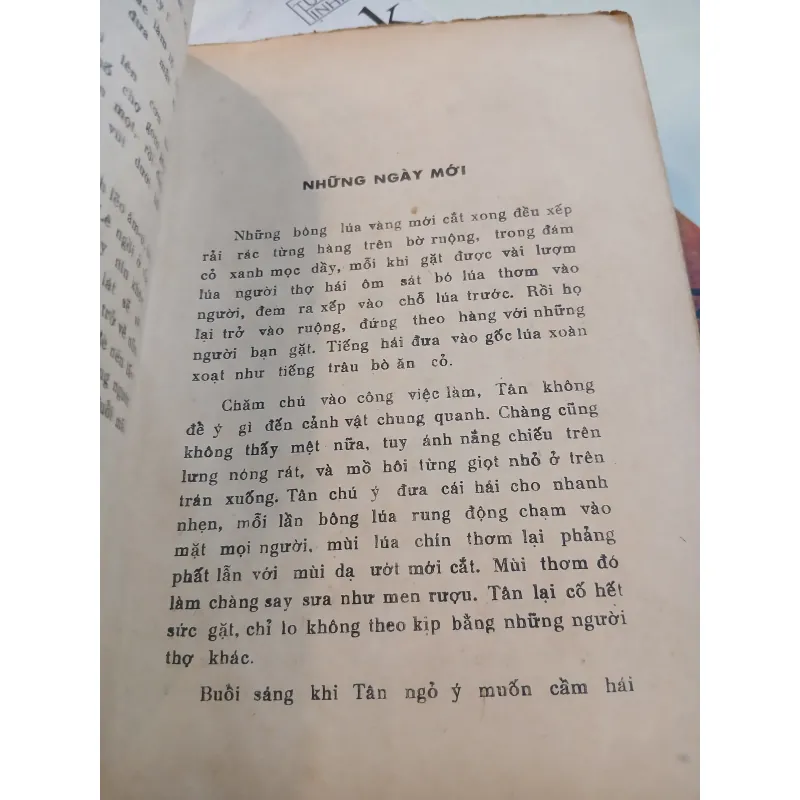 NHỮNG NGÀY MỚI
Những bông lúa vàng mới cắt xong đều xếp
rải rác từng hàng trên bờ ruộng, trong đám
cỏ xanh mọc dầy, mỗi khi gặt được vài lượm
lúa người thợ hái ôm sát bó lúa thơm vào
người, đem ra xếp vào chỗ lúa trước. Rồi họ
lại trở vào ruộng, đứng theo hàng với những
người bạn gặt. Tiếng hái đưa vào gốc lúa xoàn
xoạt như tiếng trâu bò ăn cỏ.
Chăm chú vào công việc làm, Tân không
để ý gì đến cảnh vật chung quanh. Chàng cũng
không thấy mệt nữa, tuy ánh nắng chiếu trên
lưng nóng rát, và mồ hôi từng giọt nhỏ ở trên
trán xuống. Tân chú ý đưa cái hái cho nhanh
nhẹn, mỗi lần bông lúa rung động chạm vào
mặt mọi người, mùi lúa chín thơm lại phảng
phất lẫn với mùi dạ ướt mới cắt. Mùi thơm đó
làm chàng say sưa như men rượu. Tân lại cố hết
sức gặt, chỉ lo không theo kịp bằng những người
thợ khác.
Buổi sáng khi Tân ngỏ ý muốn cầm hái